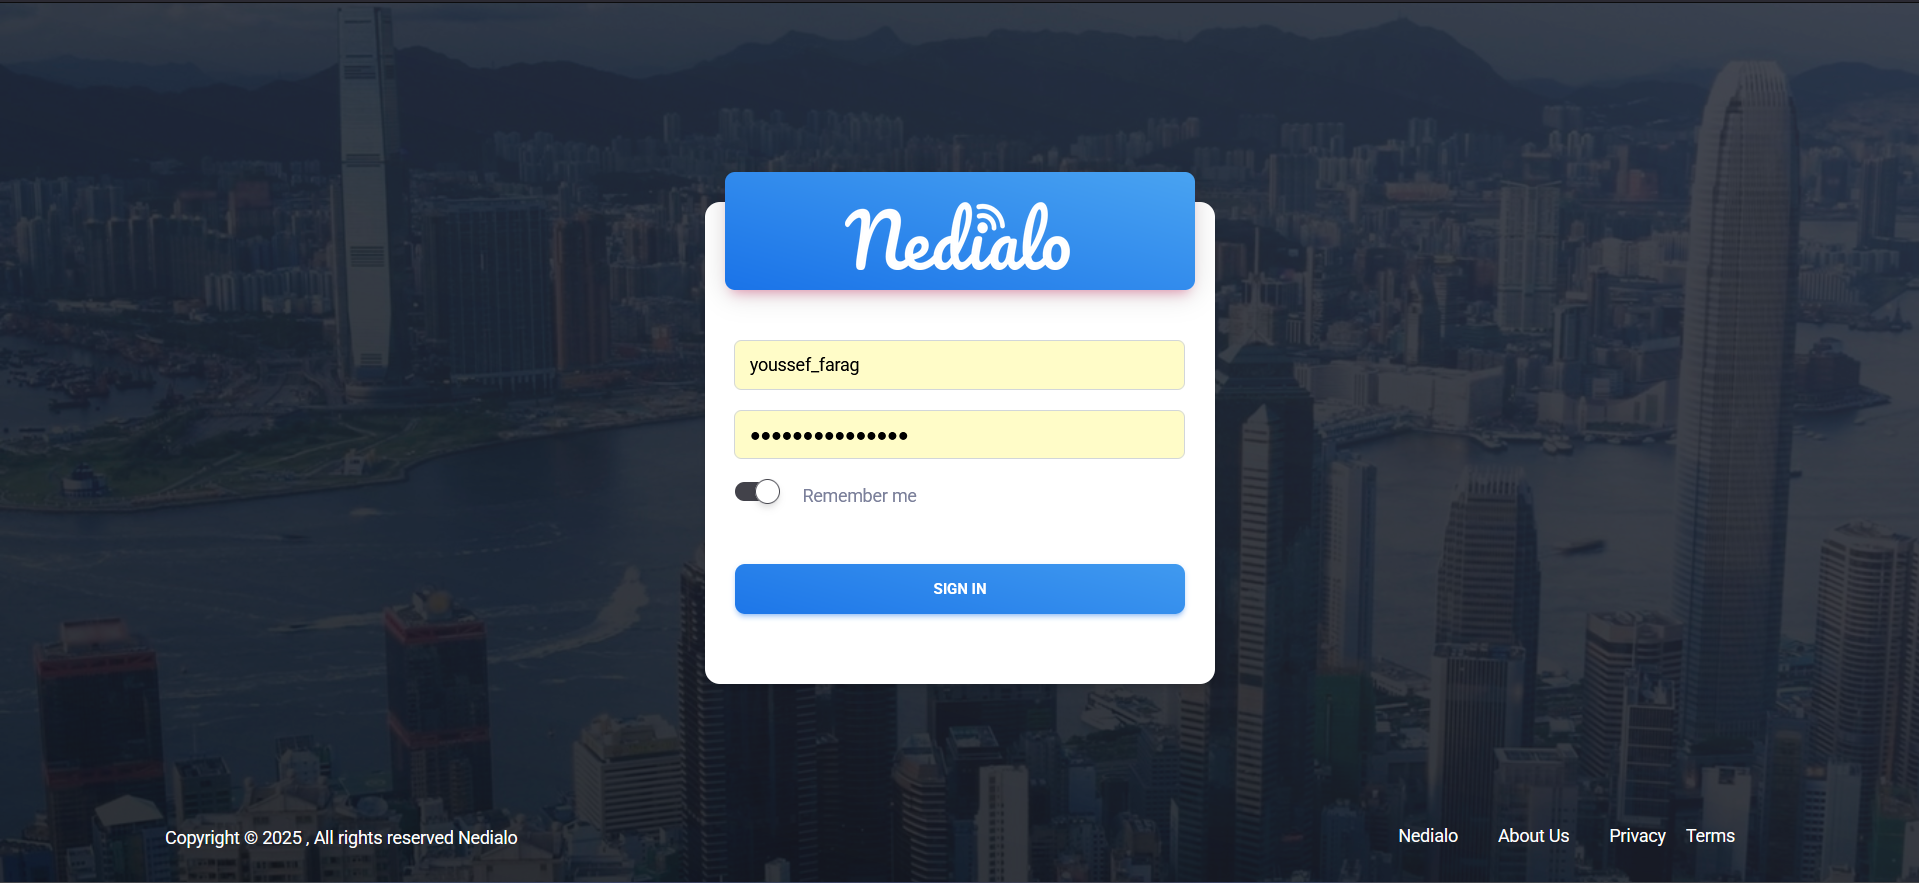 Nedialo
youssef_farag
●●●●●●●●●●●●●●●
Remember me
SIGN IN
Copyright © 2025 , All rights reserved Nedialo
Nedialo About Us Privacy Terms